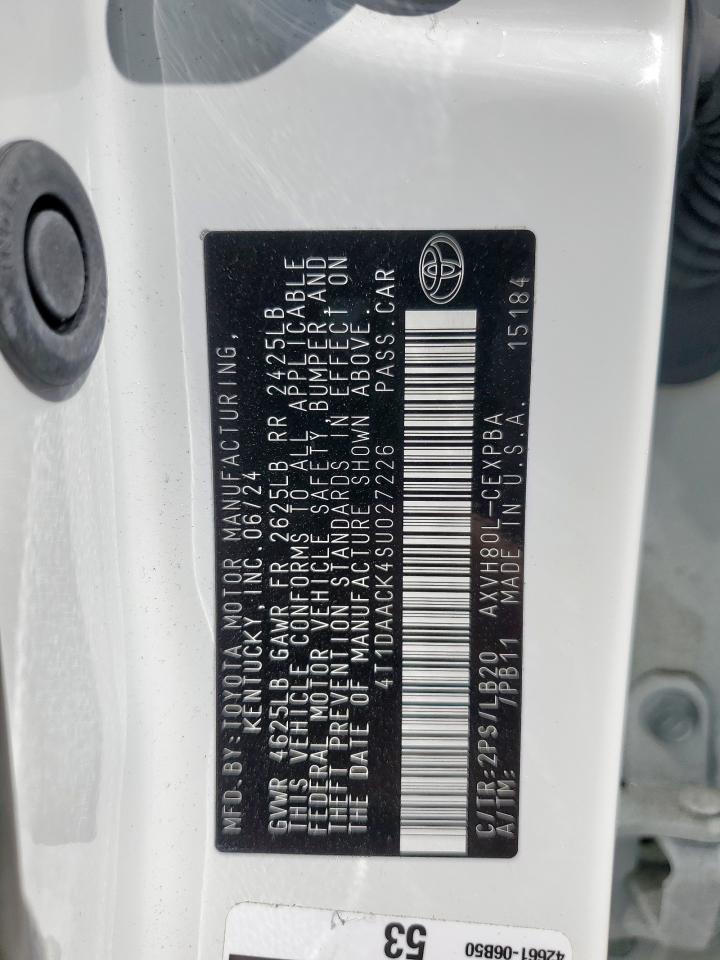 MFD. BY: TOYOTA MOTOR MANUFACTURING,
KENTUCKY, INC. 06/24
GVWR 4625LB GAWR FR 2625LB RR 2425LB
THIS VEHICLE CONFORMS TO ALL APPLICABLE
FEDERAL MOTOR VEHICLE SAFETY, BUMPER, AND
THEFT PREVENTION STANDARDS IN EFFECT ON
THE DATE OF MANUFACTURE SHOWN ABOVE.
4T1DAACK4SU027226 PASS. CAR
C/TR: 2PS/LB20 AXVH80L-CEXPBA 15184
A/TM: 7PB11 MADE IN U.S.A.
53
42661-06B50